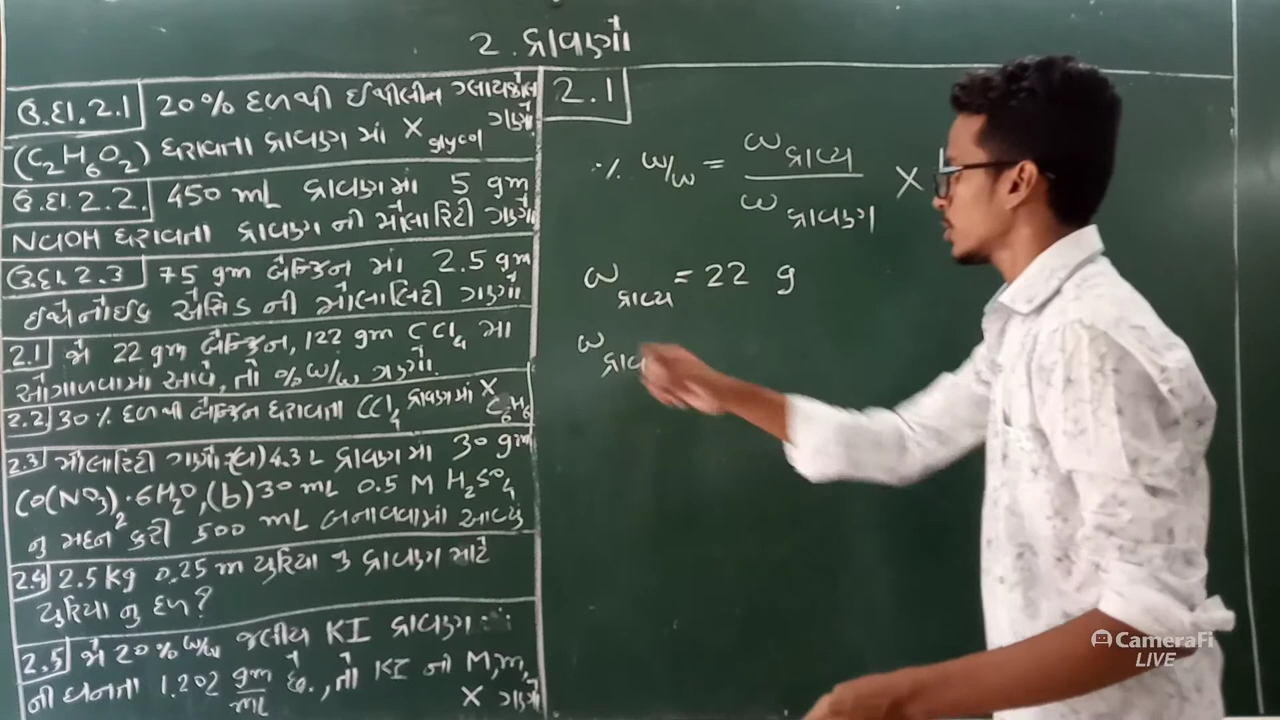 2. દ્રાવણો
ઉ.દા.2.1 20% દળથી ઈથીલીન ગ્લાયકોલ
(C₂H₆O₂) ધરાવતા દ્રાવણ માં X glycol ગણો
ઉ.દા.2.2. 450 mL દ્રાવણમાં 5 gm
NaOH ધરાવતા દ્રાવણ ની મોલારિટી ગણો
ઉ.દા.2.3 75 gm બેન્ઝિન માં 2.5 gm
ઈથેનોઈક એસિડ ની મોલાલિટી ગણો
2.1 જો 22 gm બેન્ઝિન, 122 gm CCl₄ મા
ઓગાળવામાં આવે, તો % w/w ગણો.
2.2 30% દળથી બેન્ઝિન ધરાવતા CCl₄ દ્રાવણમાં X C₆H₆
2.3 મોલારિટી ગણો 4.3 L દ્રાવણમા 30 gm
Co(NO₃)₂·6H₂O, (b) 30 mL 0.5 M H₂SO₄
નુ મંદન કરી 500 mL બનાવવામાં આવ્યું
2.4 2.5 kg 0.25 m યુરિયા નુ દ્રાવણ માટે
યુરિયા નુ દળ?
2.5 જો 20% w/w જલીય KI દ્રાવણ
ની ઘનતા 1.202 gm/mL છે., તો KI ની M, m,
X ગણો
2.1
% w/w = w દ્રાવ્ય / w દ્રાવણ ×
w દ્રાવ્ય = 22 g
w દ્રાવ
CameraFi
LIVE